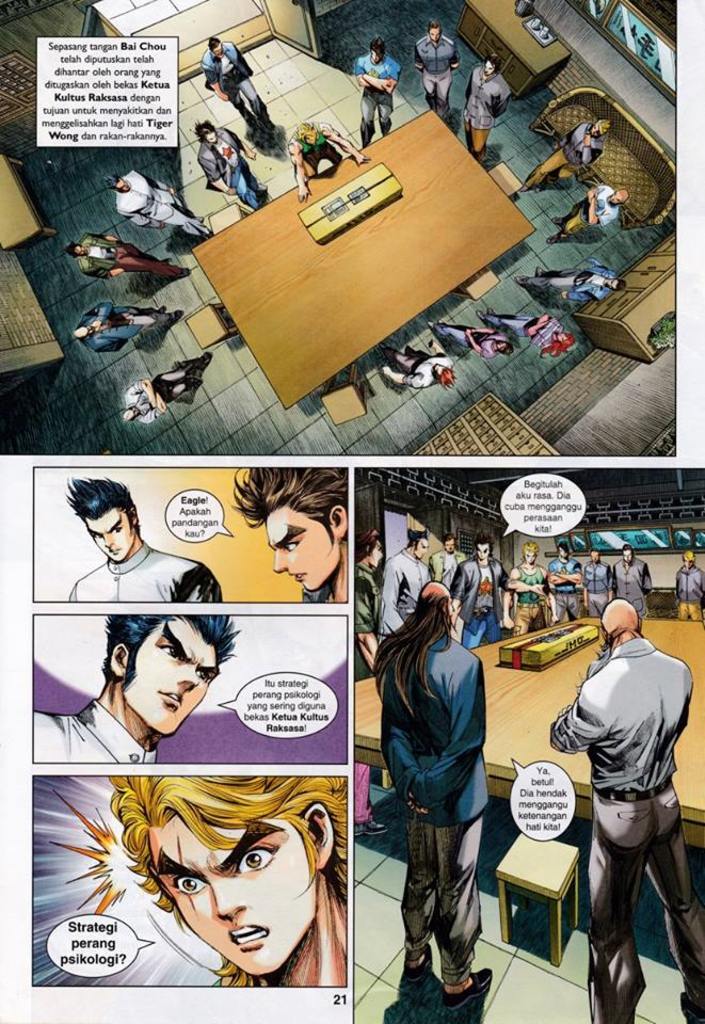 Sepasang tangan Bai Chou
telah diputuskan telah
dihantar oleh orang yang
ditugaskan oleh bekas Ketua
Kultus Raksasa dengan
tujuan untuk menyakitkan dan
menggelisahkan lagi hati Tiger
Wong dan rakan-rakannya.
Eagle!
Apakah
pandangan
kau?
Itu strategi
perang psikologi
yang sering diguna
bekas Ketua Kultus
Raksasa!
Strategi
perang
psikologi?
Begitulah
aku rasa. Dia
cuba mengganggu
perasaan
kita!
Ya,
betul!
Dia hendak
menggangu
ketenangan
hati kita!
21